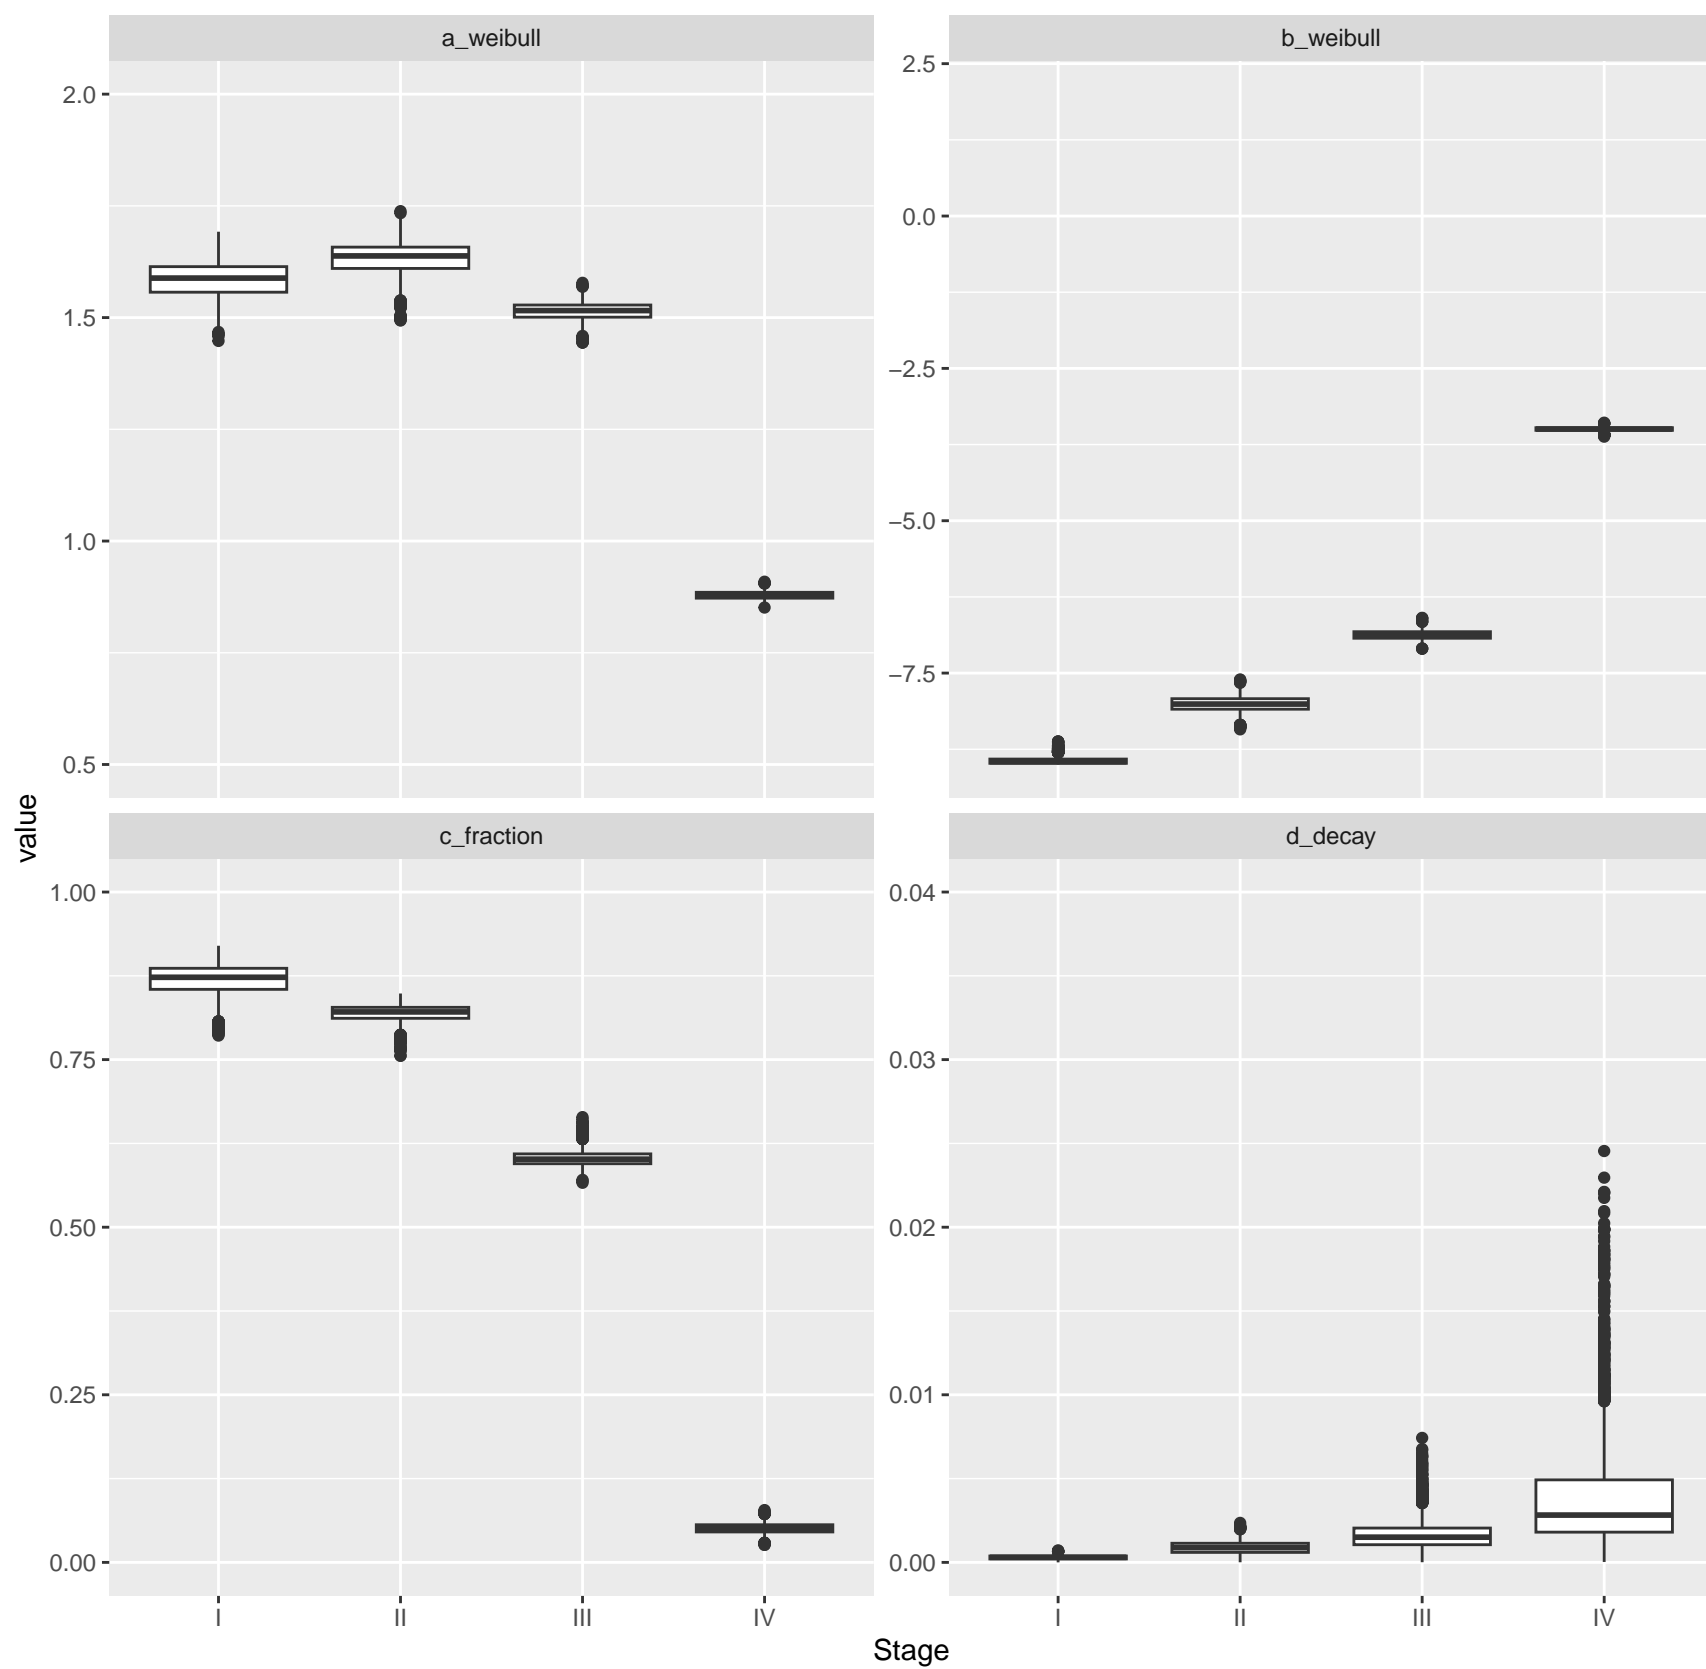 a_weibull
b_weibull
2.0
1.5
1.0
0.5
2.5
0.0
−2.5
−5.0
−7.5
value
c_fraction
d_decay
1.00
0.75
0.50
0.25
0.00
0.04
0.03
0.02
0.01
0.00
I II III IV
I II III IV
Stage